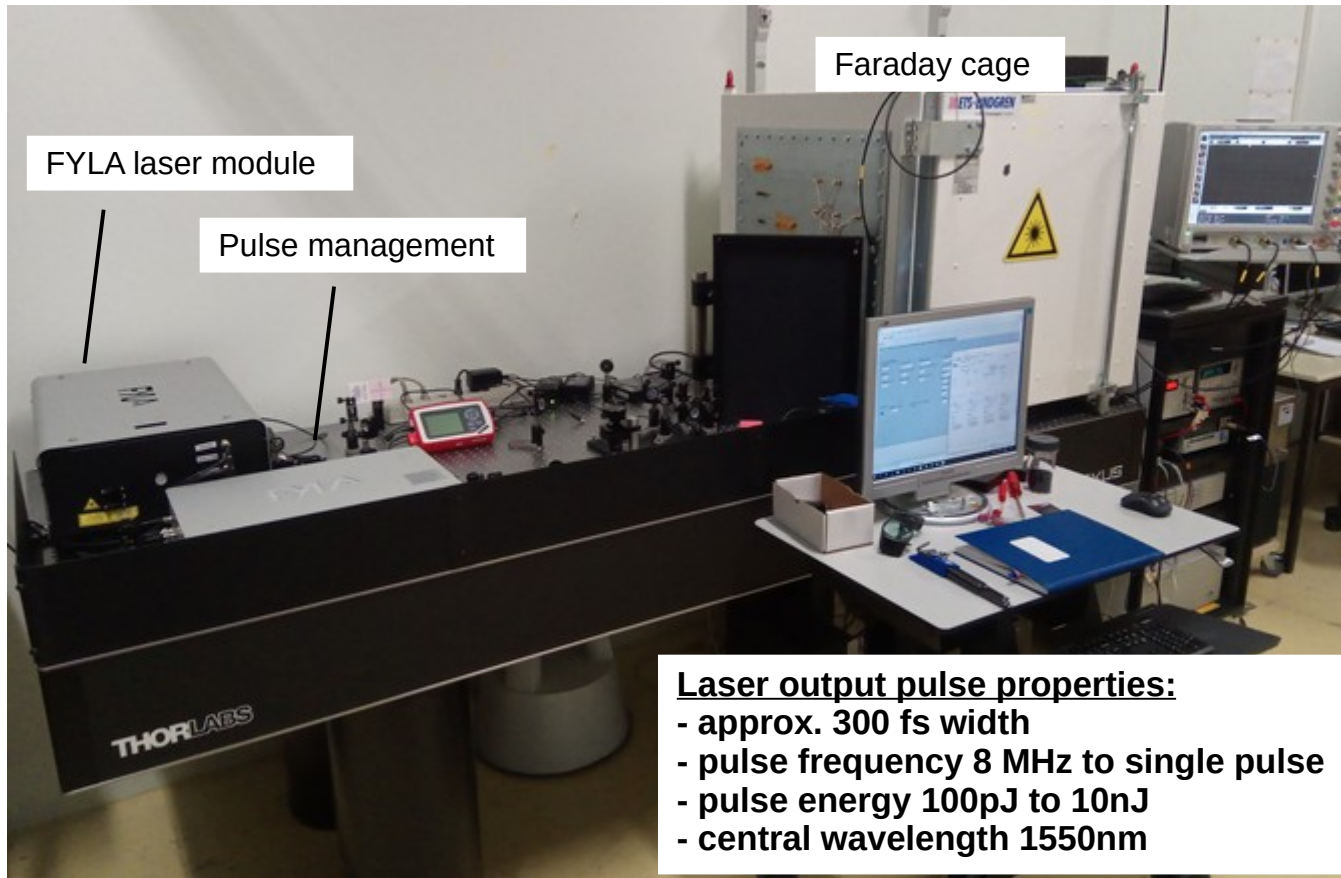 Faraday cage
ETS-LINDGREN
FYLA laser module
Pulse management
FYLA
FYLA
THORLABS
Laser output pulse properties:
- approx. 300 fs width
- pulse frequency 8 MHz to single pulse
- pulse energy 100pJ to 10nJ
- central wavelength 1550nm